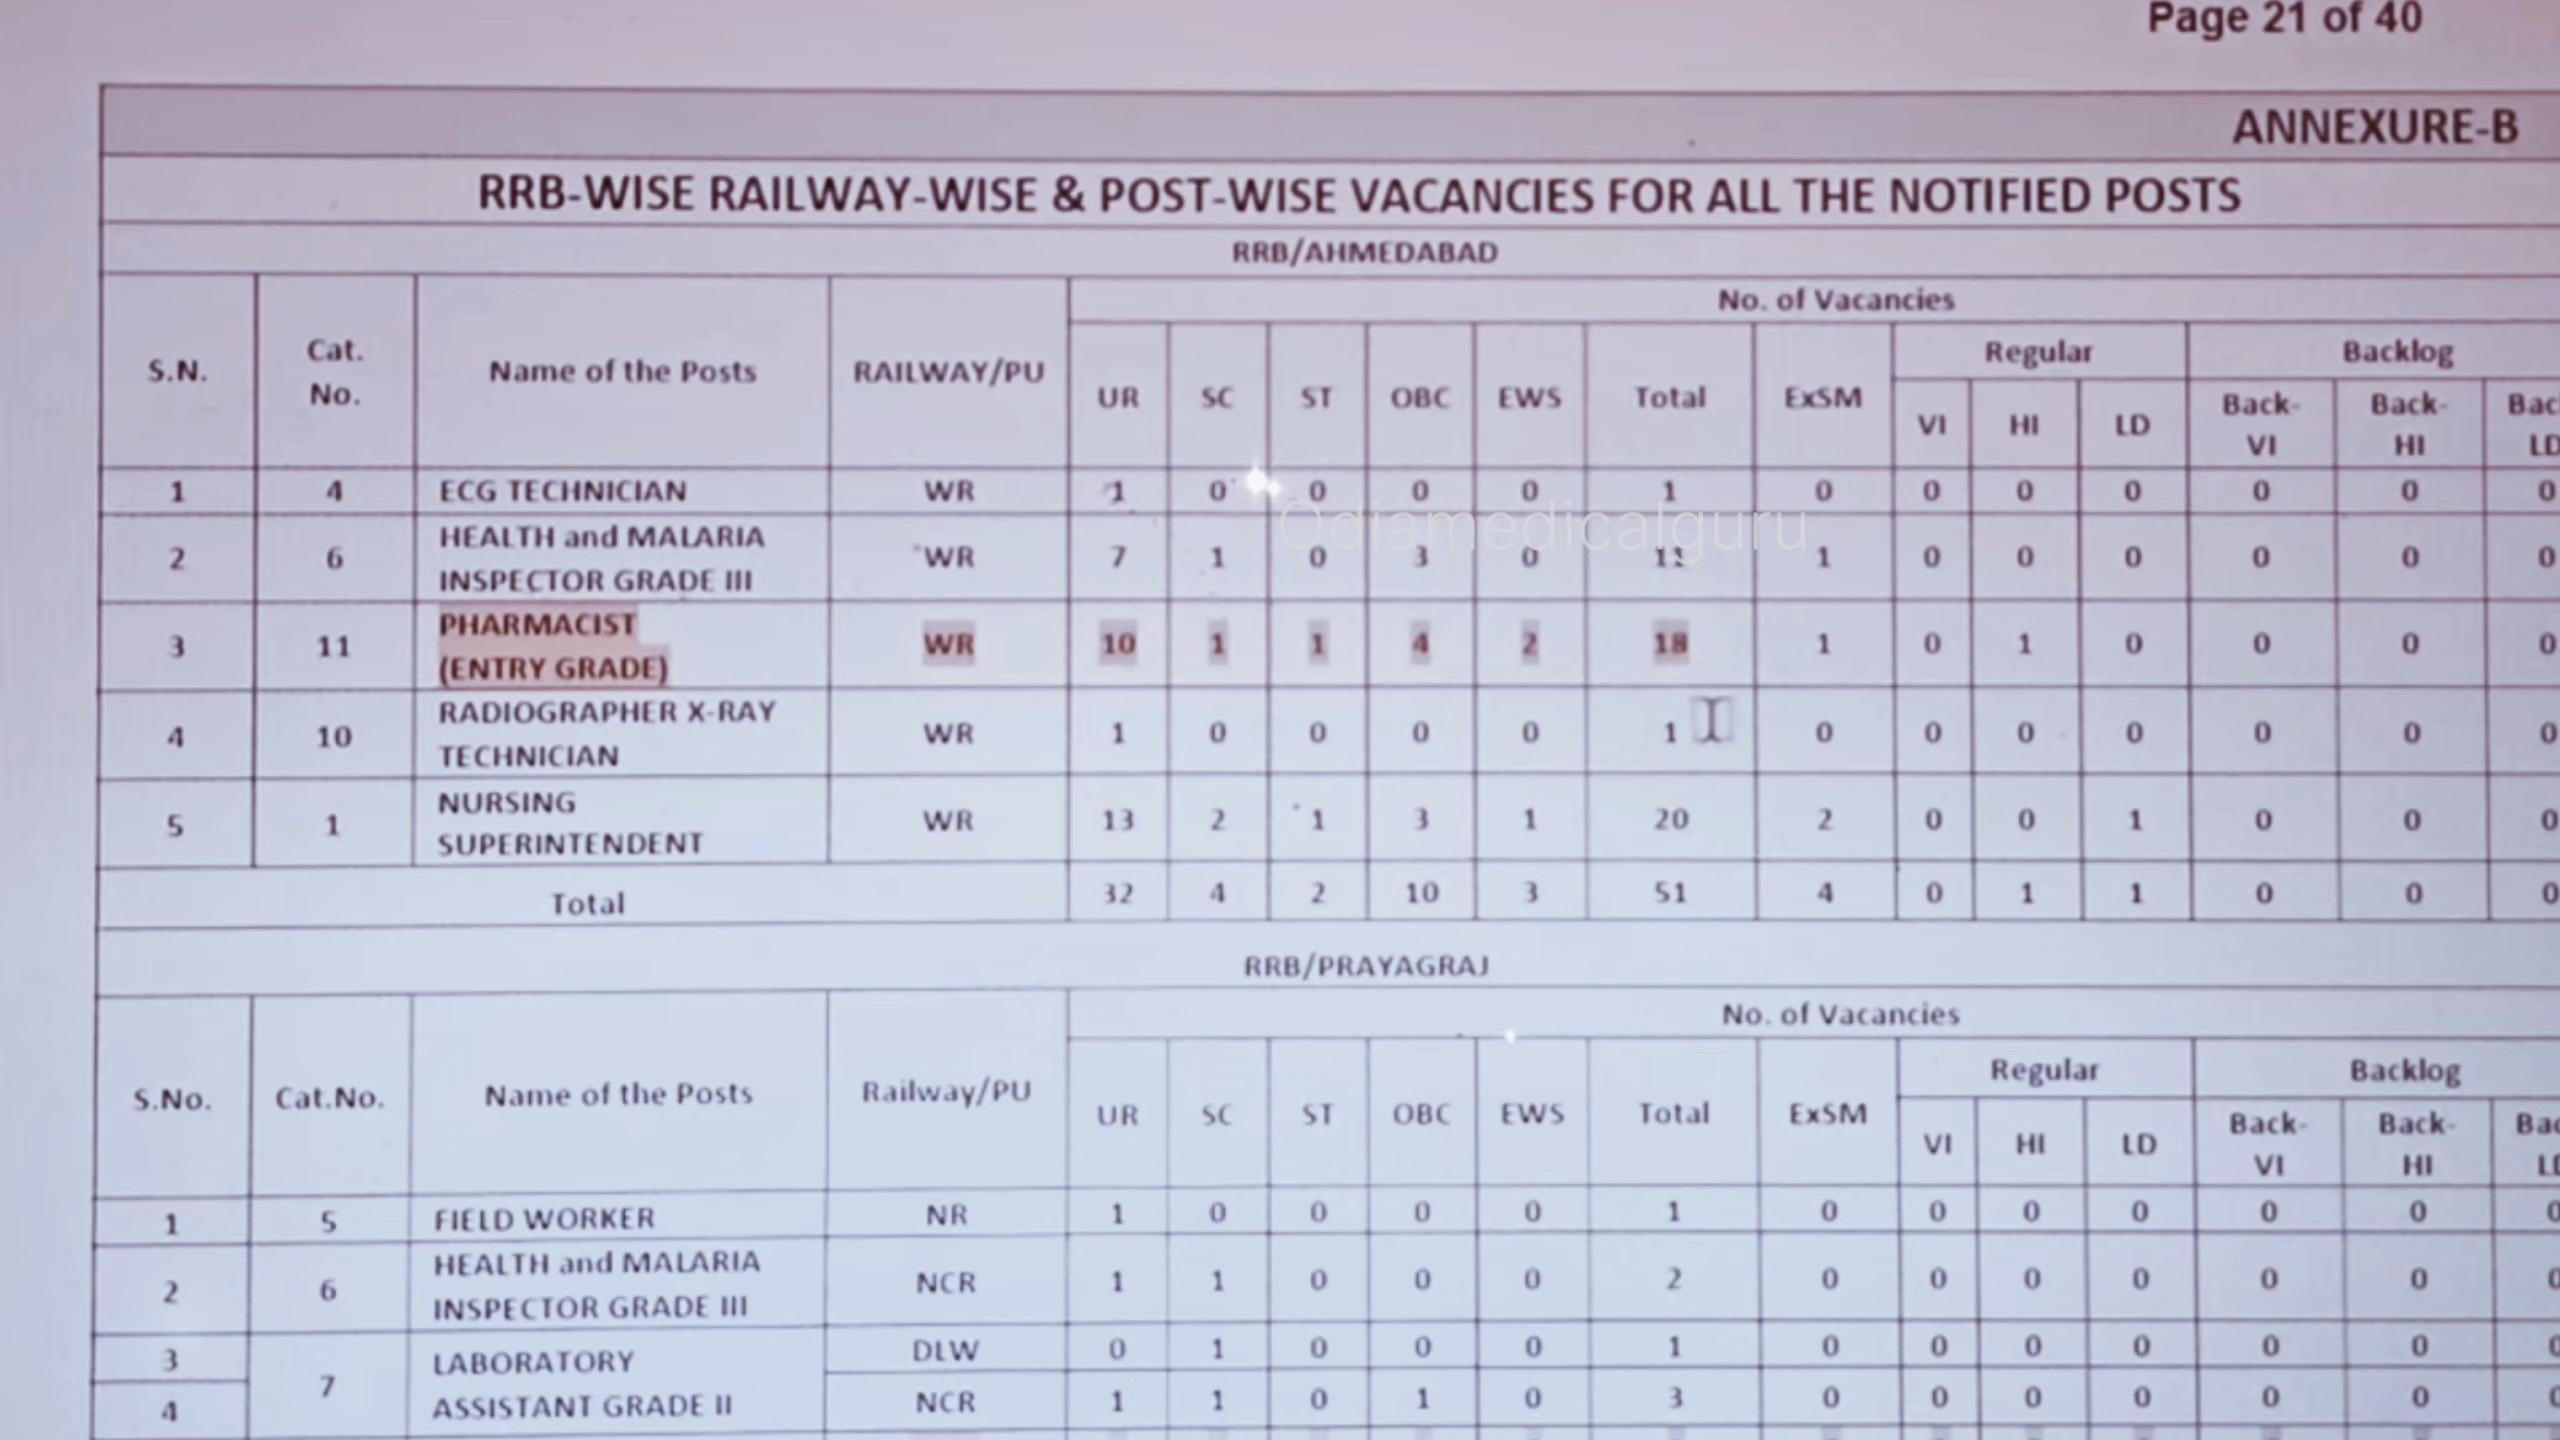 Page 21 of 40
ANNEXURE-B
RRB-WISE RAILWAY-WISE & POST-WISE VACANCIES FOR ALL THE NOTIFIED POSTS
RRB/AHMEDABAD
S.N. Cat. No. Name of the Posts RAILWAY/PU No. of Vacancies
UR SC ST OBC EWS Total ExSM Regular Backlog
VI HI LD Back-VI Back-HI
1 4 ECG TECHNICIAN WR 1 0 0 0 0 1 0 0 0 0 0 0 0
Odiamedicalguru
2 6 HEALTH and MALARIA INSPECTOR GRADE III WR 7 1 0 3 0 11 1 0 0 0 0 0 0
3 11 PHARMACIST (ENTRY GRADE) WR 10 1 1 4 2 18 1 0 1 0 0 0 0
4 10 RADIOGRAPHER X-RAY TECHNICIAN WR 1 0 0 0 0 1 0 0 0 0 0 0 0
5 1 NURSING SUPERINTENDENT WR 13 2 1 3 1 20 2 0 0 1 0 0 0
Total 32 4 2 10 3 51 4 0 1 1 0 0 0
RRB/PRAYAGRAJ
S.No. Cat.No. Name of the Posts Railway/PU No. of Vacancies
UR SC ST OBC EWS Total ExSM Regular Backlog
VI HI LD Back-VI Back-HI
1 5 FIELD WORKER NR 1 0 0 0 0 1 0 0 0 0 0 0 0
2 6 HEALTH and MALARIA INSPECTOR GRADE III NCR 1 1 0 0 0 2 0 0 0 0 0 0 0
3 7 LABORATORY ASSISTANT GRADE II DLW 0 1 0 0 0 1 0 0 0 0 0 0 0
4 NCR 1 1 0 1 0 3 0 0 0 0 0 0 0